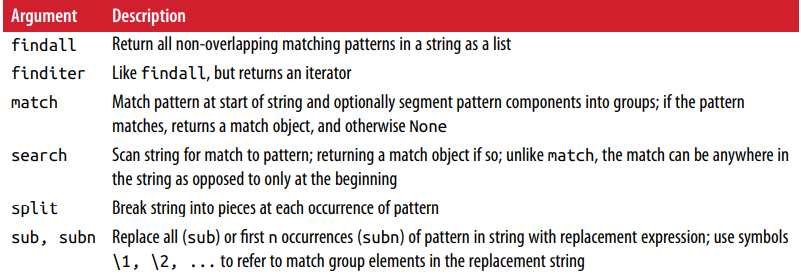 Argument Description
findall Return all non-overlapping matching patterns in a string as a list
finditer Like findall, but returns an iterator
match Match pattern at start of string and optionally segment pattern components into groups; if the pattern
matches, returns a match object, and otherwise None
search Scan string for match to pattern; returning a match object if so; unlike match, the match can be anywhere in
the string as opposed to only at the beginning
split Break string into pieces at each occurrence of pattern
sub, subn Replace all (sub) or first n occurrences (subn) of pattern in string with replacement expression; use symbols
\1, \2, ... to refer to match group elements in the replacement string